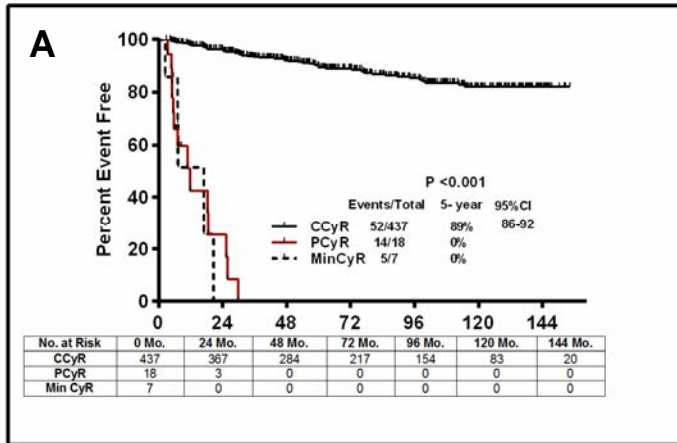 A
Percent Event Free
100
80
60
40
20
0
P <0.001
Events/Total 5- year 95%CI
CCyR 52/437 89% 86-92
PCyR 14/18 0%
MinCyR 5/7 0%
0 24 48 72 96 120 144
No. at Risk 0 Mo. 24 Mo. 48 Mo. 72 Mo. 96 Mo. 120 Mo. 144 Mo.
CCyR 437 367 284 217 154 83 20
PCyR 18 3 0 0 0 0 0
Min CyR 7 0 0 0 0 0 0